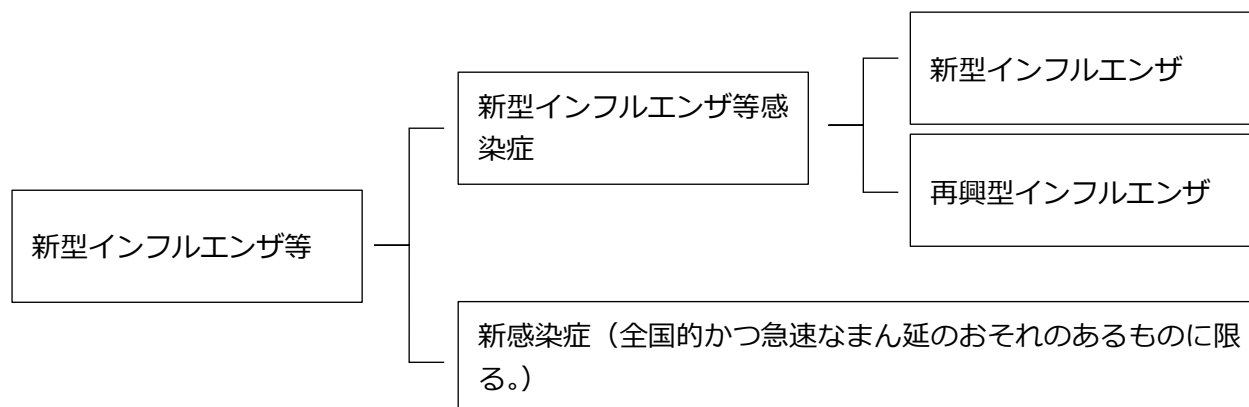 新型インフルエンザ
新型インフルエンザ等感
染症
再興型インフルエンザ
新型インフルエンザ等
新感染症（全国的かつ急速なまん延のおそれのあるものに限
る。）